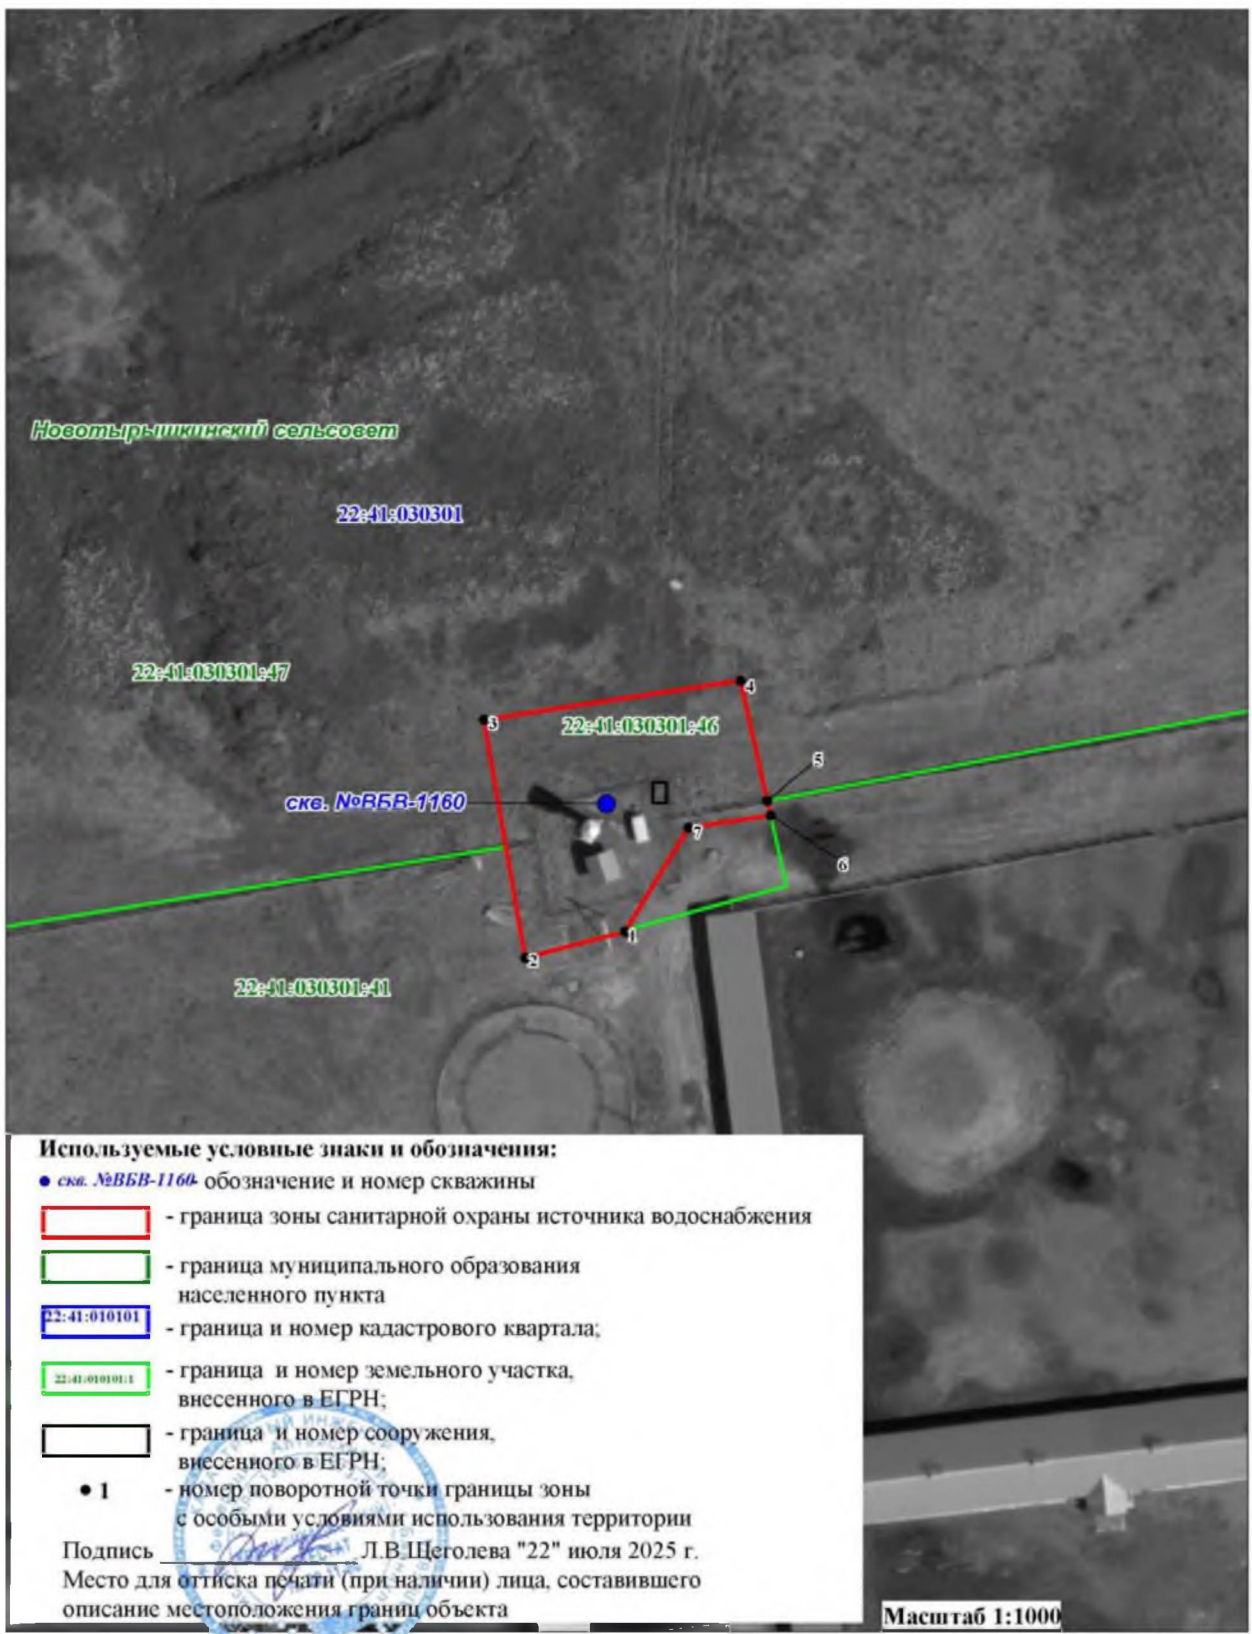 Новотырышкинский сельсовет
22:41:030301
22:41:030301:47
4
3
22:41:030301:46
5
скв. №ВБВ-1160
7
6
1
2
22:41:030301:41
Используемые условные знаки и обозначения:
скв. №ВБВ-1160- обозначение и номер скважины
- граница зоны санитарной охраны источника водоснабжения
- граница муниципального образования
населенного пункта
22:41:010101
- граница и номер кадастрового квартала;
22:41:010101:1
- граница и номер земельного участка,
внесенного в ЕГРН;
- граница и номер сооружения,
внесенного в ЕГРН;
• 1 - номер поворотной точки границы зоны
с особыми условиями использования территории
Подпись Л.В.Щеголева "22" июля 2025 г.
Место для оттиска печати (при наличии) лица, составившего
описание местоположения границ объекта
Масштаб 1:1000